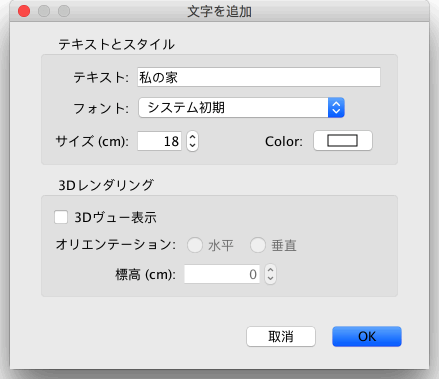 文字を追加
テキストとスタイル
テキスト: 私の家
フォント: システム初期
サイズ (cm): 18 Color:
3Dレンダリング
3Dヴュー表示
オリエンテーション: 水平 垂直
標高 (cm): 0
取消 OK